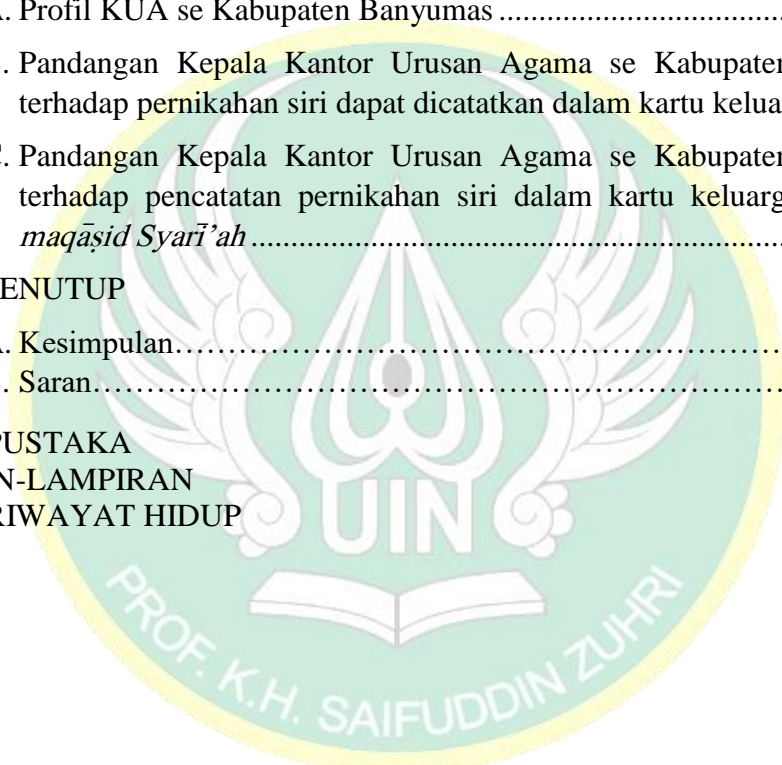 A. Profil KUA se Kabupaten Banyumas ........................................
. Pandangan Kepala Kantor Urusan Agama se Kabupaten
terhadap pernikahan siri dapat dicatatkan dalam kartu kelua
C. Pandangan Kepala Kantor Urusan Agama se Kabupaten
terhadap pencatatan pernikahan siri dalam kartu keluarg
maqāṣid Syarī’ah ........................................
ENUTUP
A. Kesimpulan………………………………………………………
. Saran………………………………………………………………
PUSTAKA
N-LAMPIRAN
RIWAYAT HIDUP
UIN
PROF. K.H. SAIFUDDIN ZUHRI